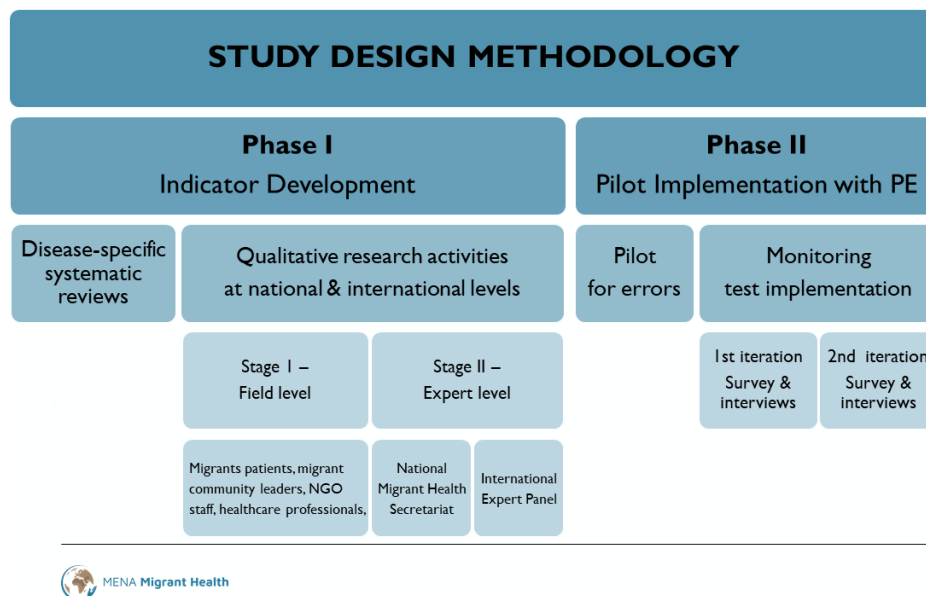 STUDY DESIGN METHODOLOGY
Phase I
Indicator Development
Phase II
Pilot Implementation with PE
Disease-specific
systematic
reviews
Qualitative research activities
at national & international levels
Pilot
for errors
Monitoring
test implementation
Stage I –
Field level
Stage II –
Expert level
1st iteration
Survey &
interviews
2nd iteration
Survey &
interviews
Migrants patients, migrant
community leaders, NGO
staff, healthcare professionals,
National
Migrant Health
Secretariat
International
Expert Panel
MENA Migrant Health